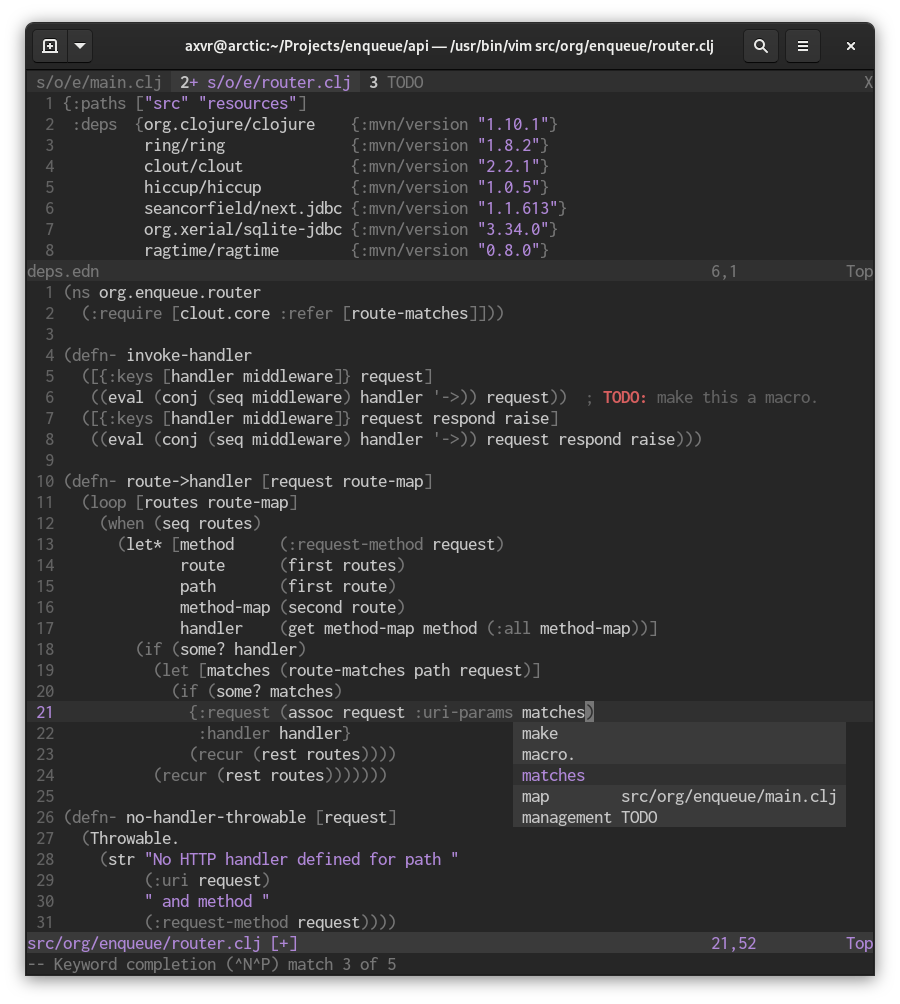 axvr@arctic:~/Projects/enqueue/api — /usr/bin/vim src/org/enqueue/router.clj
s/o/e/main.clj  2+ s/o/e/router.clj  3 TODO  X
1 {:paths ["src" "resources"]
2  :deps  {org.clojure/clojure    {:mvn/version "1.10.1"}
3          ring/ring              {:mvn/version "1.8.2"}
4          clout/clout            {:mvn/version "2.2.1"}
5          hiccup/hiccup          {:mvn/version "1.0.5"}
6          seancorfield/next.jdbc {:mvn/version "1.1.613"}
7          org.xerial/sqlite-jdbc {:mvn/version "3.34.0"}
8          ragtime/ragtime        {:mvn/version "0.8.0"}
deps.edn  6,1  Top
1 (ns org.enqueue.router
2   (:require [clout.core :refer [route-matches]]))
3
4 (defn- invoke-handler
5   ([{:keys [handler middleware]} request]
6    ((eval (conj (seq middleware) handler '->)) request))  ; TODO: make this a macro.
7   ([{:keys [handler middleware]} request respond raise]
8    ((eval (conj (seq middleware) handler '->)) request respond raise)))
9
10 (defn- route->handler [request route-map]
11   (loop [routes route-map]
12     (when (seq routes)
13       (let* [method     (:request-method request)
14              route      (first routes)
15              path       (first route)
16              method-map (second route)
17              handler    (get method-map method (:all method-map))]
18         (if (some? handler)
19           (let [matches (route-matches path request)]
20             (if (some? matches)
21               {:request (assoc request :uri-params matches)
22                :handler handler}  make
23               (recur (rest routes))))  macro.
24           (recur (rest routes)))))))  matches
25  map  src/org/enqueue/main.clj
26 (defn- no-handler-throwable [request]  management TODO
27   (Throwable.
28     (str "No HTTP handler defined for path "
29          (:uri request)
30          " and method "
31          (:request-method request))))
src/org/enqueue/router.clj [+]  21,52  Top
-- Keyword completion (^N^P) match 3 of 5